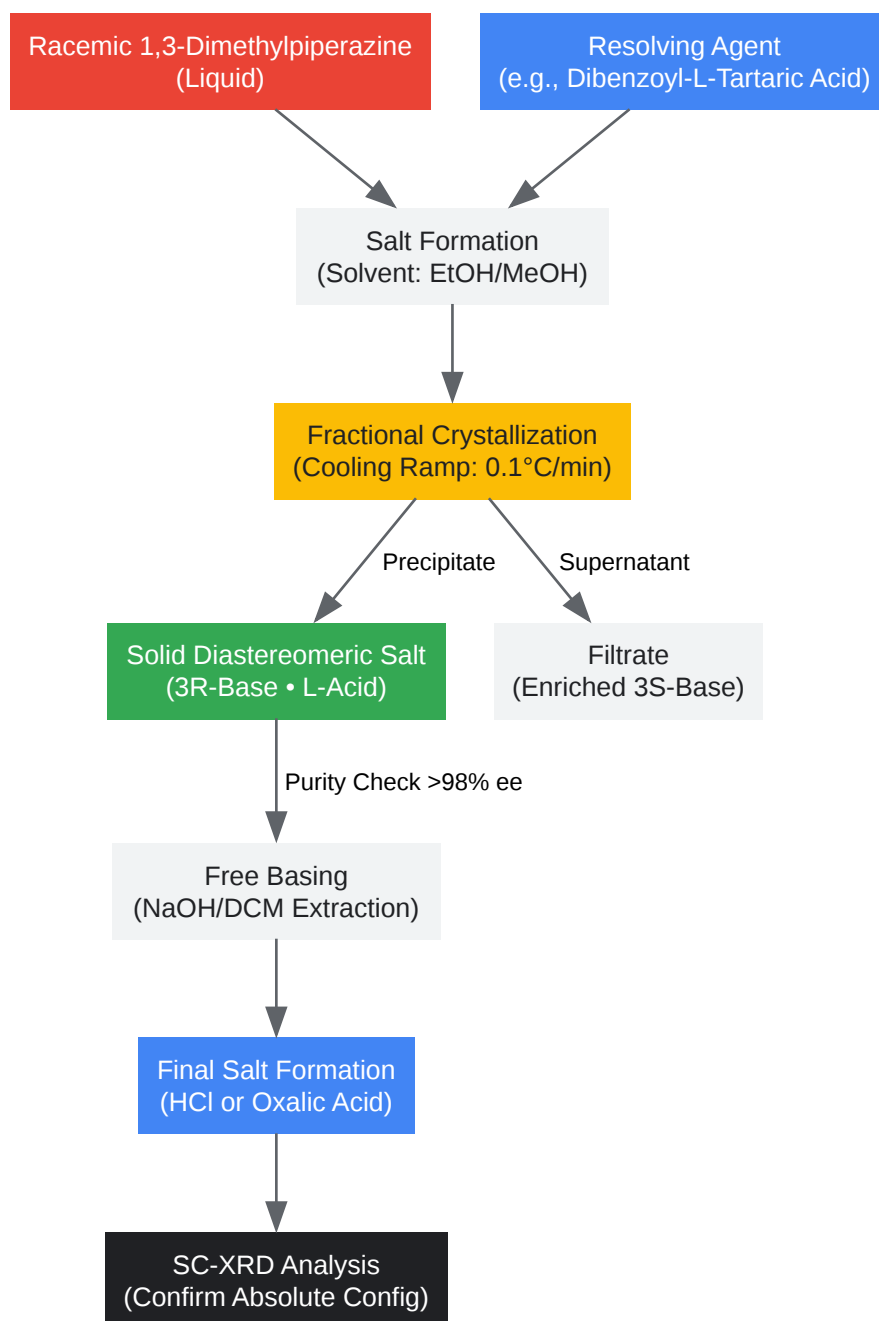 Racemic 1,3-Dimethylpiperazine
(Liquid)
Resolving Agent
(e.g., Dibenzoyl-L-Tartaric Acid)
Salt Formation
(Solvent: EtOH/MeOH)
Fractional Crystallization
(Cooling Ramp: 0.1°C/min)
Precipitate
Supernatant
Solid Diastereomeric Salt
(3R-Base • L-Acid)
Filtrate
(Enriched 3S-Base)
Purity Check >98% ee
Free Basing
(NaOH/DCM Extraction)
Final Salt Formation
(HCl or Oxalic Acid)
SC-XRD Analysis
(Confirm Absolute Config)